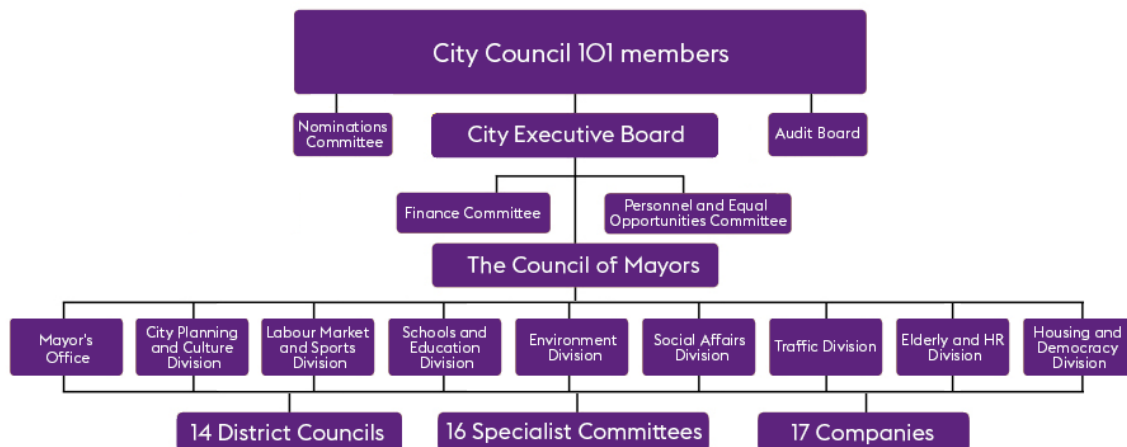 City Council 101 members
Nominations
Committee
City Executive Board
Audit Board
Finance Committee
Personnel and Equal
Opportunities Committee
The Council of Mayors
Mayor's
Office
City Planning
and Culture
Division
Labour Market
and Sports
Division
Schools and
Education
Division
Environment
Division
Social Affairs
Division
Traffic Division
Elderly and HR
Division
Housing and
Democracy
Division
14 District Councils
16 Specialist Committees
17 Companies